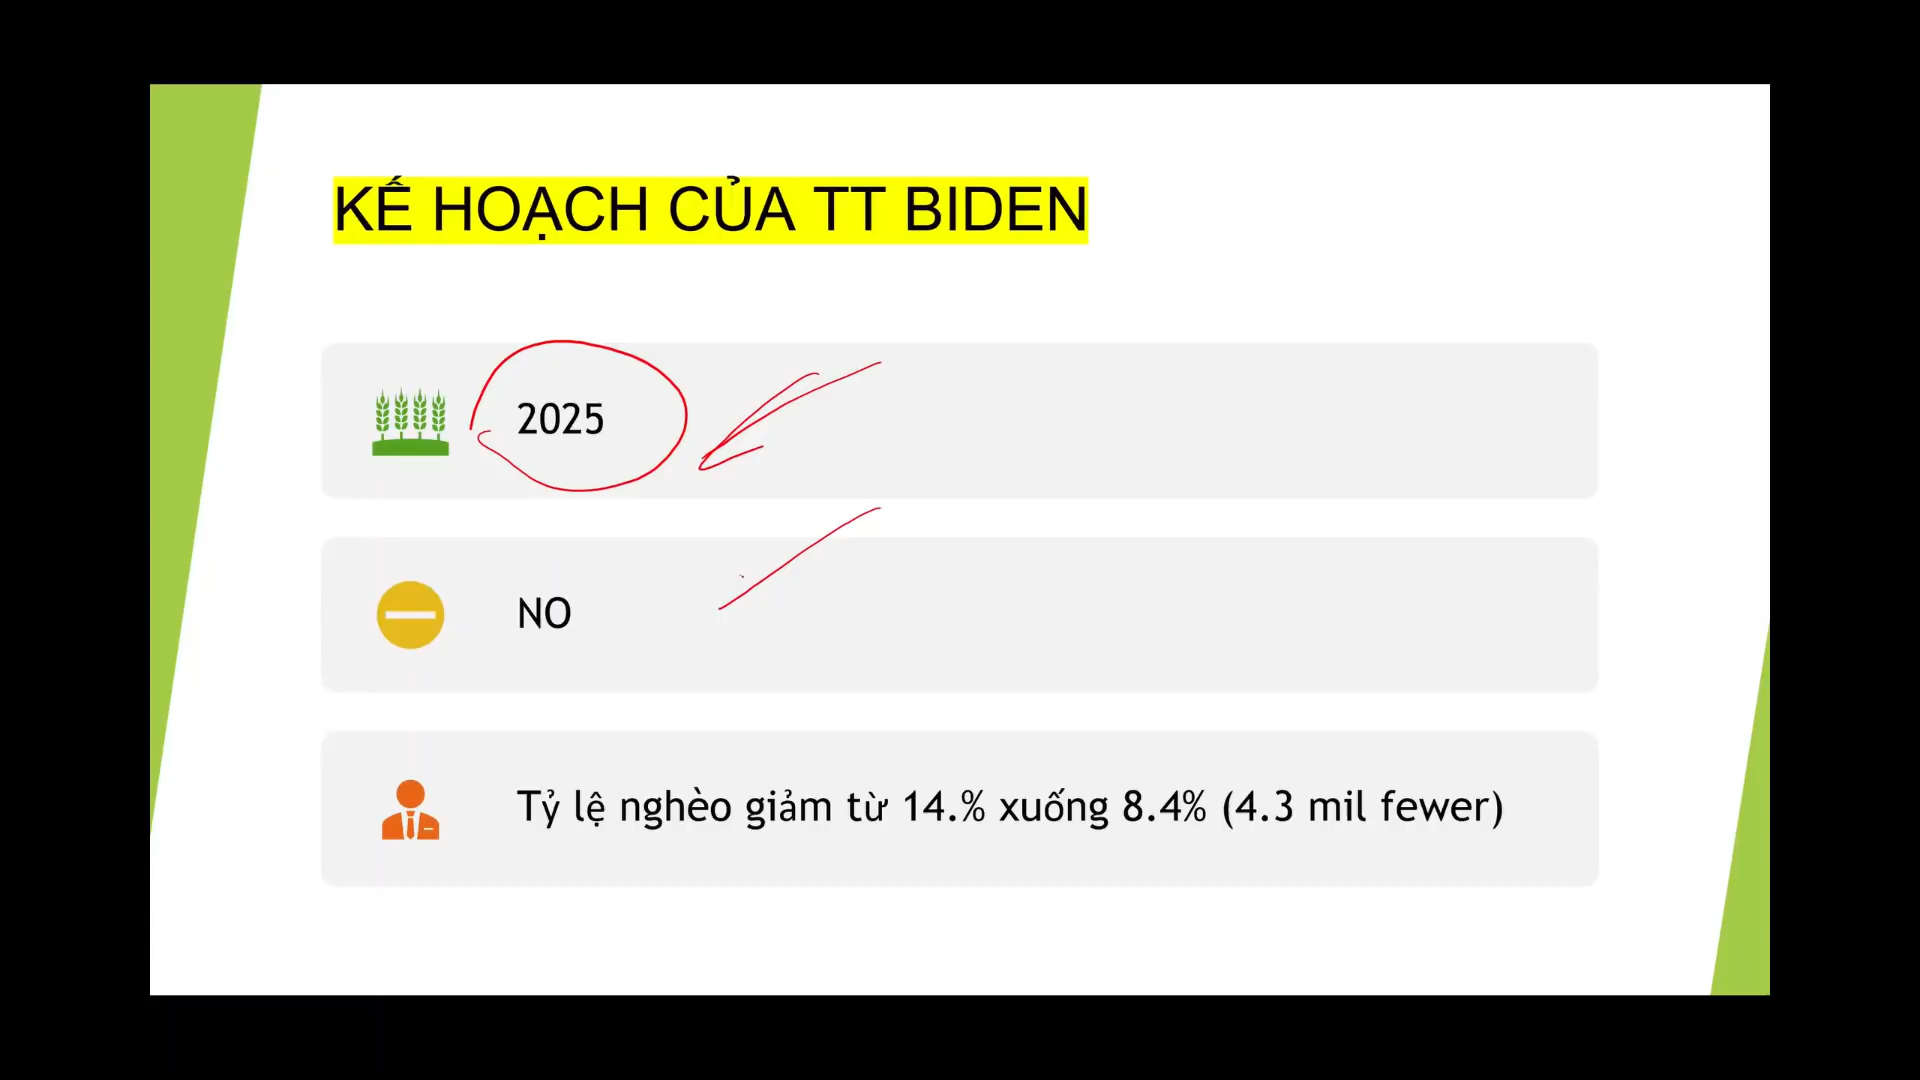 KẾ HOẠCH CỦA TT BIDEN
2025
NO
Tỷ lệ nghèo giảm từ 14.% xuống 8.4% (4.3 mil fewer)